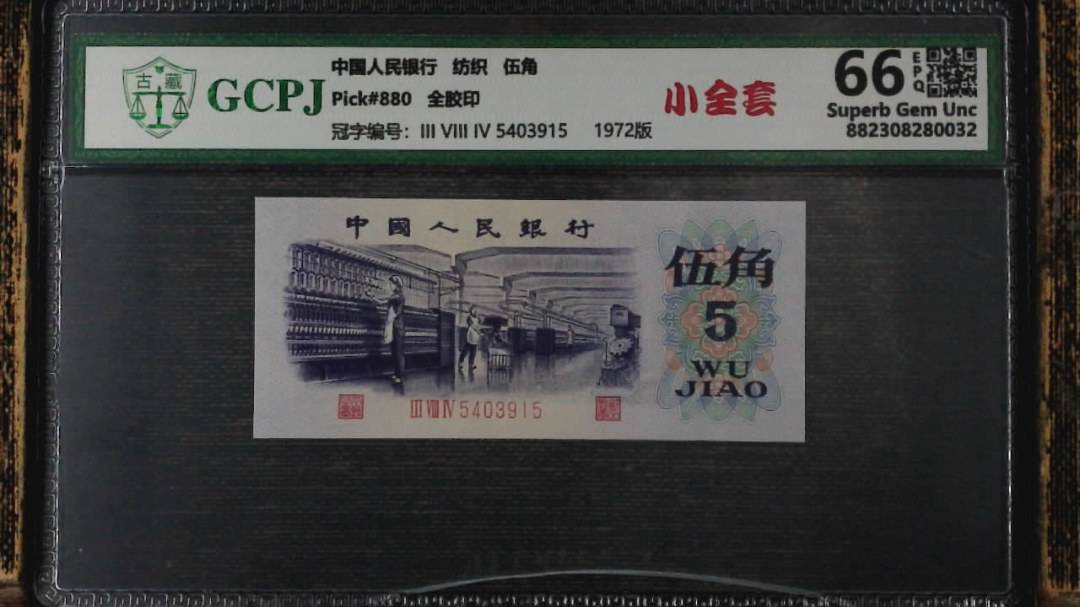 古藏
GCPJ
中国人民银行 纺织 伍角
Pick#880 全胶印
冠字编号: III VIII IV 5403915 1972版
小全套
66 EPQ
Superb Gem Unc
882308280032
中國人民銀行
伍角
5
WU
JIAO
III VIII IV 5403915